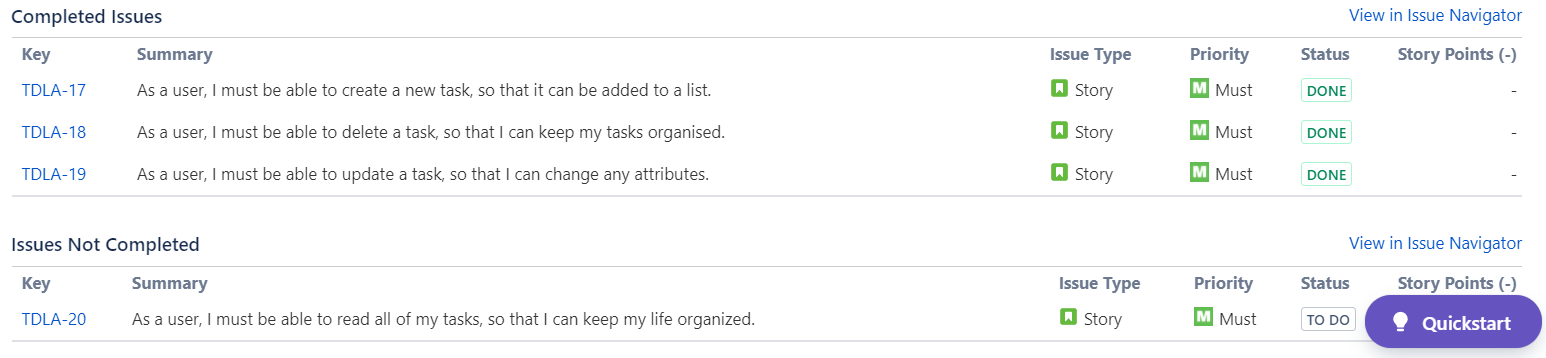 Completed Issues View in Issue Navigator
Key Summary Issue Type Priority Status Story Points (-)
TDLA-17 As a user, I must be able to create a new task, so that it can be added to a list. Story M Must DONE -
TDLA-18 As a user, I must be able to delete a task, so that I can keep my tasks organised. Story M Must DONE -
TDLA-19 As a user, I must be able to update a task, so that I can change any attributes. Story M Must DONE -
Issues Not Completed View in Issue Navigator
Key Summary Issue Type Priority Status Story Points (-)
TDLA-20 As a user, I must be able to read all of my tasks, so that I can keep my life organized. Story M Must TO DO
Quickstart